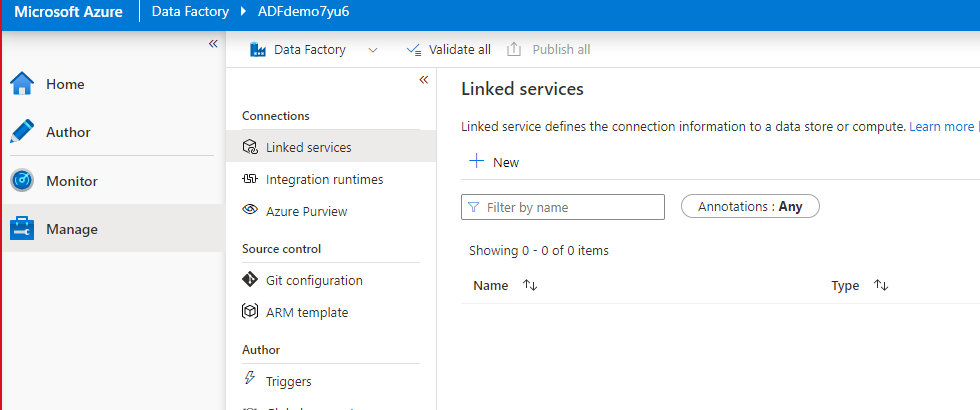 Microsoft Azure
Data Factory
ADFdemo7yu6
Home
Author
Monitor
Manage
Data Factory
Validate all
Publish all
Connections
Linked services
Integration runtimes
Azure Purview
Source control
Git configuration
ARM template
Author
Triggers
Linked services
Linked service defines the connection information to a data store or compute. Learn more
New
Filter by name
Annotations : Any
Showing 0 - 0 of 0 items
Name
Type